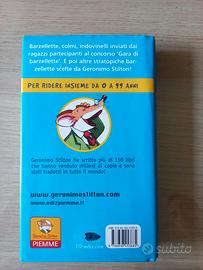 Barzellette, colmi, indovinelli inviati dai
ragazzi partecipanti al concorso "Gara di
barzellette". E poi altre stratopiche bar-
zellette scelte da Geronimo Stilton!
PER RIDERE INSIEME DA 0 A 99 ANNI
Geronimo Stilton ha scritto più di 150 libri
che hanno venduto milioni di copie e sono
stati tradotti in tutto il mondo!
www.geronimostilton.com
www.edizpiemme.it
Geronimo Stilton
PIEMME
subito